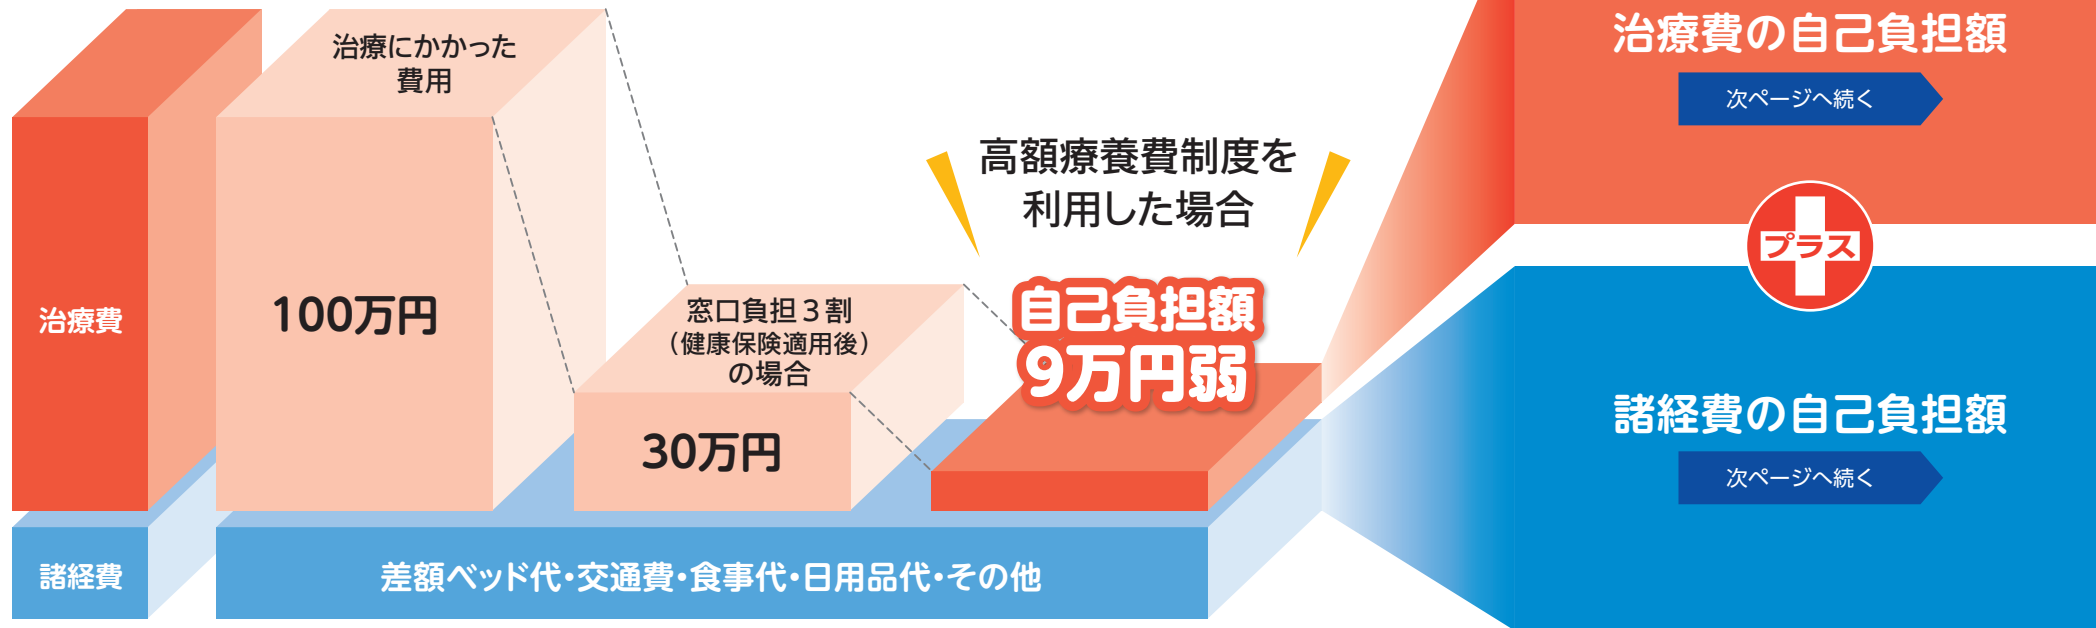 治療費
諸経費
治療にかかった
費用
100万円
窓口負担3割
(健康保険適用後)
の場合
30万円
高額療養費制度を
利用した場合
自己負担額
9万円弱
差額ベッド代・交通費・食事代・日用品代・その他
治療費の自己負担額
次ページへ続く
プラス
諸経費の自己負担額
次ページへ続く